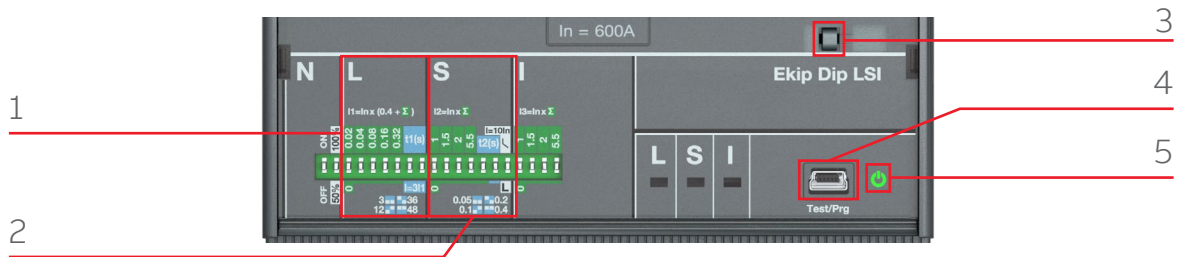 In = 600A
3
N L S I
Ekip Dip LSI
4
1
I1=In x (0.4 + Σ )
I2=In x Σ
I3=In x Σ
ON
100%
0.02
0.04
0.08
0.16
0.32
t1(s)
1
1.5
2
5.5
t2(s)
I=10In
1
1.5
2
5.5
L S I
5
OFF
50%
0
I=3I1
0
L
0
3 36
12 48
0.05 0.2
0.1 0.4
Test/Prg
2